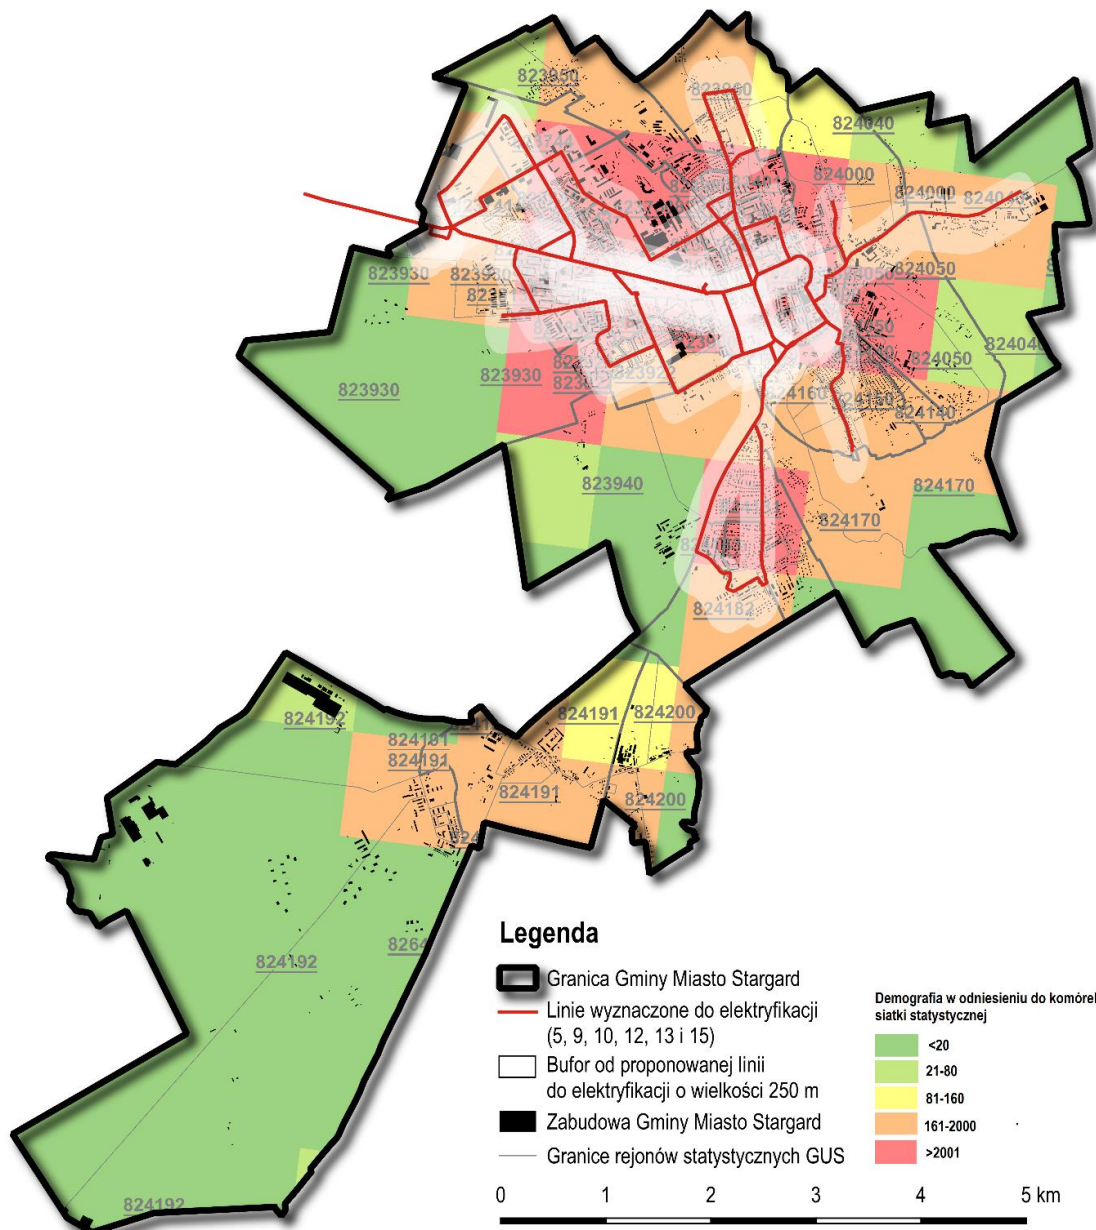 823950
823960
824040
824000
824000
823930
824050
823930
824050
823922
823930
824160
824150
824140
823940
824170
824170
824182
824191
824200
824192
824191
824191
824191
824200
824192
824192
Legenda
Granica Gminy Miasto Stargard
Linie wyznaczone do elektryfikacji
(5, 9, 10, 12, 13 i 15)
Bufor od proponowanej linii
do elektryfikacji o wielkości 250 m
Zabudowa Gminy Miasto Stargard
Granice rejonów statystycznych GUS
Demografia w odniesieniu do komórek
siatki statystycznej
<20
21-80
81-160
161-2000
>2001
0 1 2 3 4 5 km